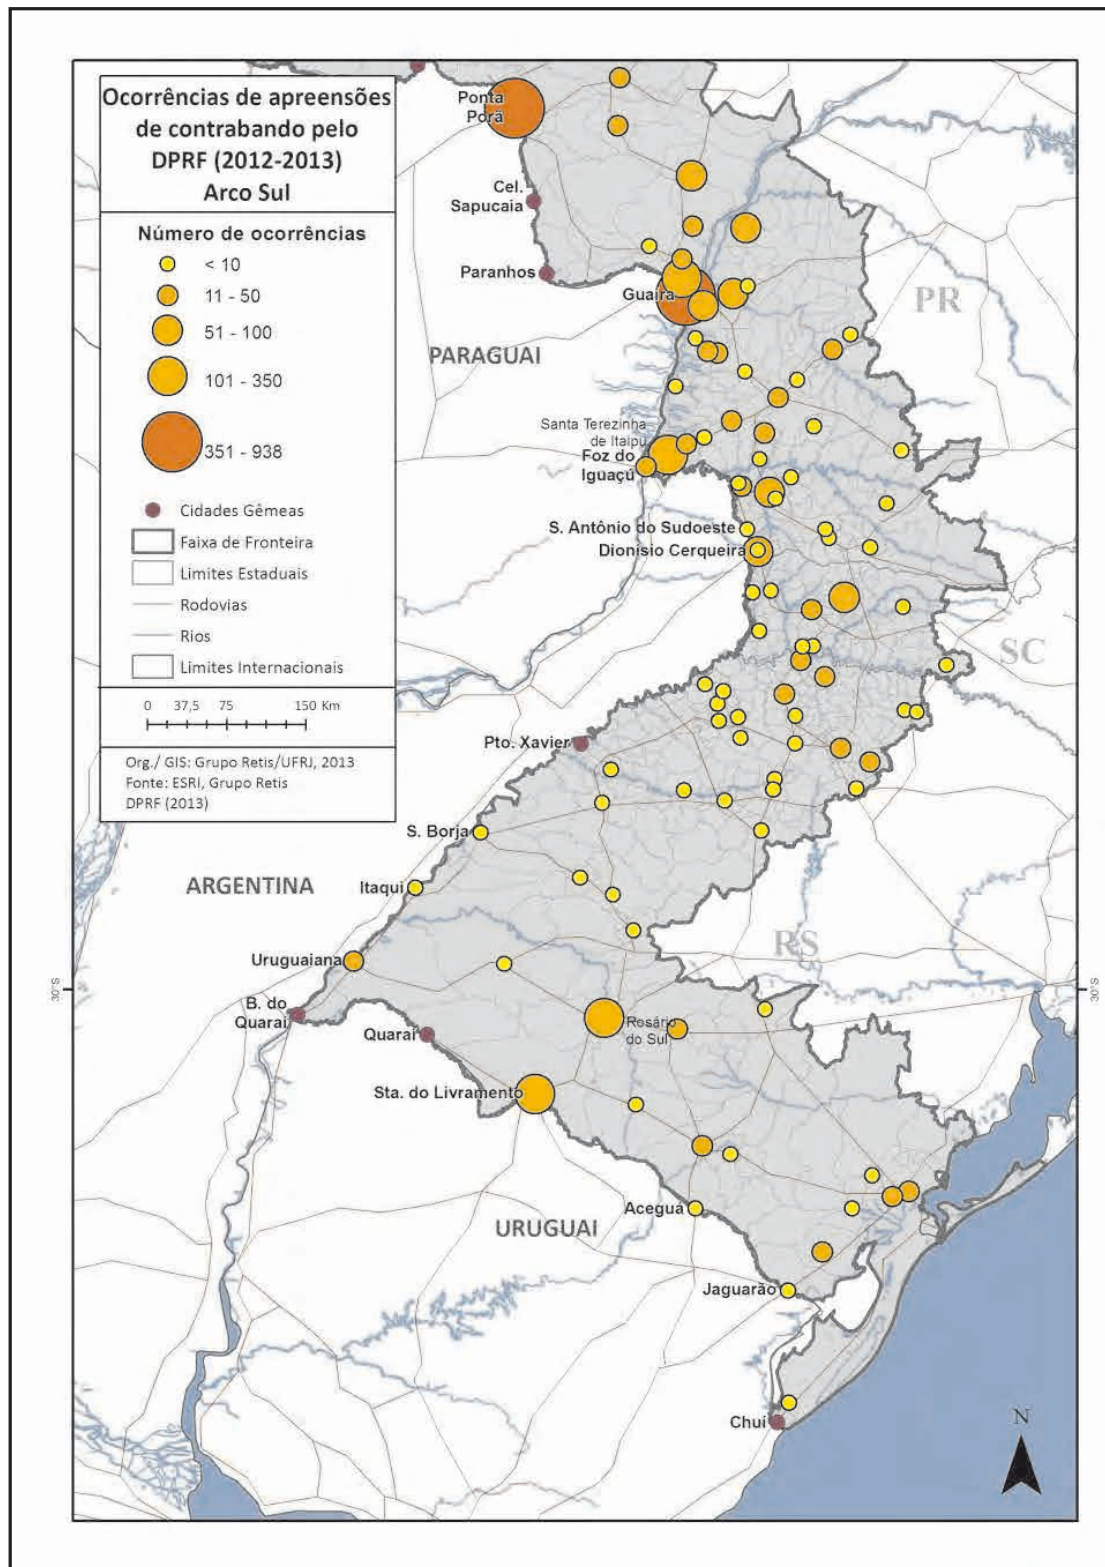 Ocorrências de apreensões
de contrabando pelo
DPRF (2012-2013)
Arco Sul
Número de ocorrências
< 10
11 - 50
51 - 100
101 - 350
351 - 938
Cidades Gêmeas
Faixa de Fronteira
Limites Estaduais
Rodovias
Rios
Limites Internacionais
0 37,5 75 150 Km
Org./ GIS: Grupo Retis/UFRJ, 2013
Fonte: ESRI, Grupo Retis
DPRF (2013)
Ponta
Porã
Cel.
Sapucaia
Paranhos
Guaíra
PR
PARAGUAI
Santa Terezinha
de Itaipu
Foz do
Iguaçú
S. Antônio do Sudoeste
Dionísio Cerqueira
SC
Pto. Xavier
S. Borja
ARGENTINA
Itaqui
RS
Uruguaiana
30°S
30°S
B. do
Quaraí
Quaraí
Rosário
do Sul
Sta. do Livramento
Aceguá
URUGUAI
Jaguarão
Chuí
N